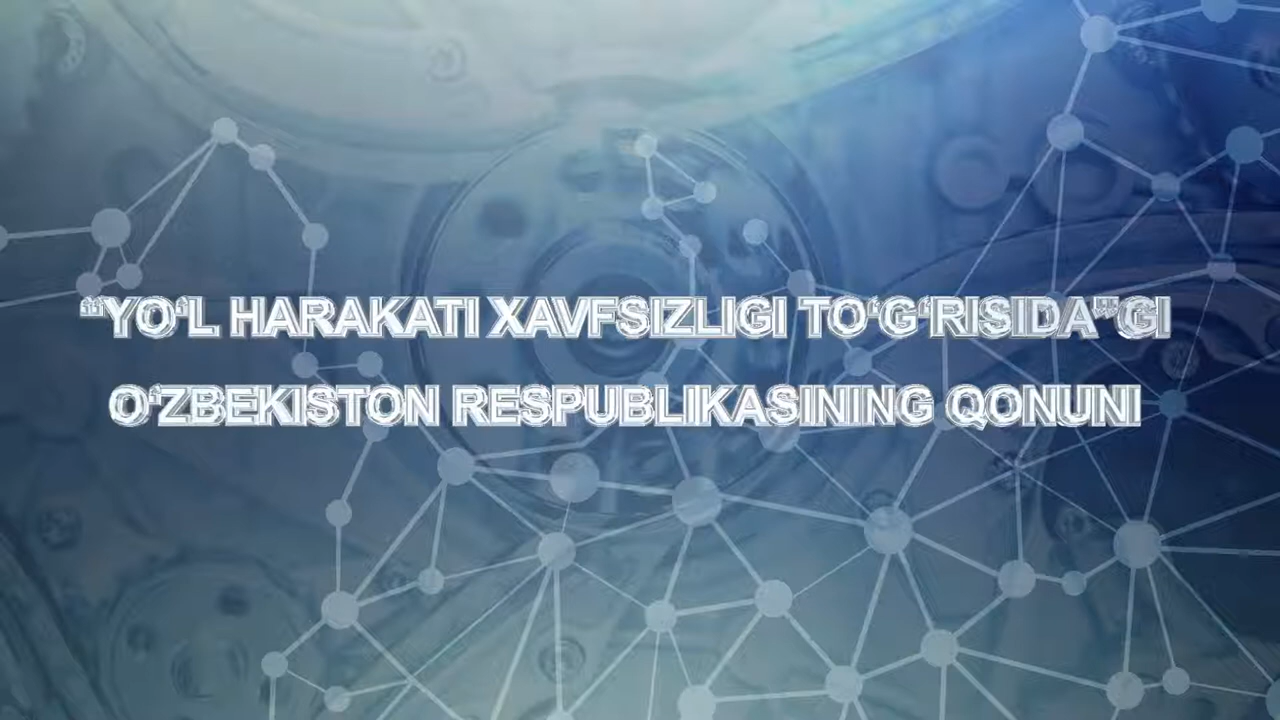 “YO‘L HARAKATI XAVFSIZLIGI TO‘G‘RISIDA”GI
O‘ZBEKISTON RESPUBLIKASINING QONUNI